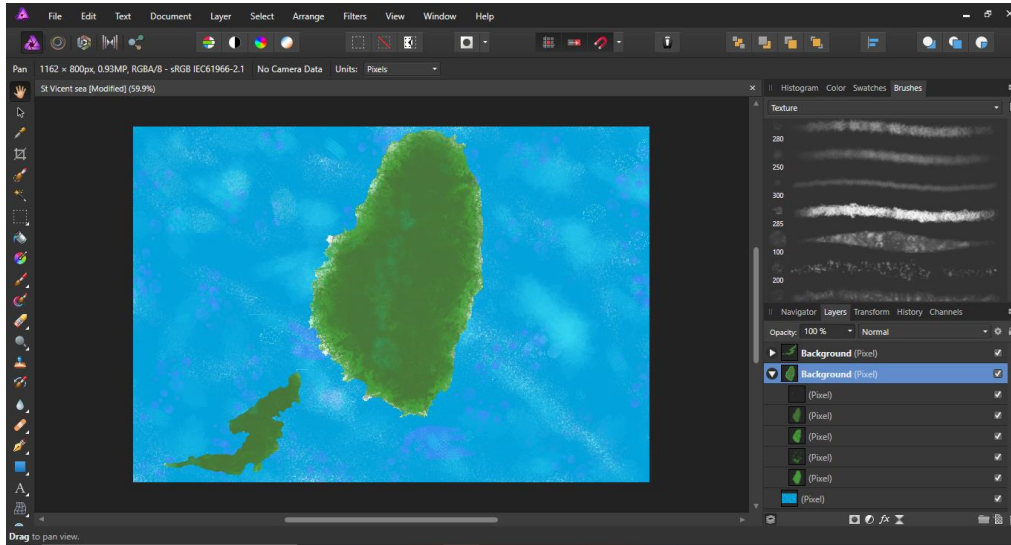 File Edit Text Document Layer Select Arrange Filters View Window Help
Pan 1162 × 800px, 0.93MP, RGBA/8 - sRGB IEC61966-2.1 No Camera Data Units: Pixels
St Vicent sea [Modified] (59.9%)
Histogram Color Swatches Brushes
Texture
280
250
300
285
100
200
Navigator Layers Transform History Channels
Opacity: 100 % Normal
Background (Pixel)
Background (Pixel)
(Pixel)
(Pixel)
(Pixel)
(Pixel)
(Pixel)
(Pixel)
fx
A
Drag to pan view.